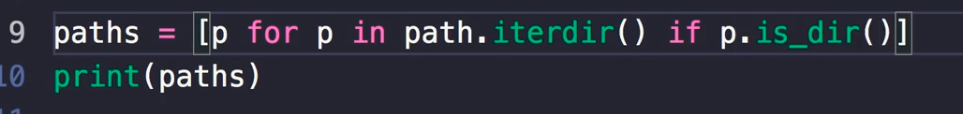 9 paths = [p for p in path.iterdir() if p.is_dir()]
10 print(paths)